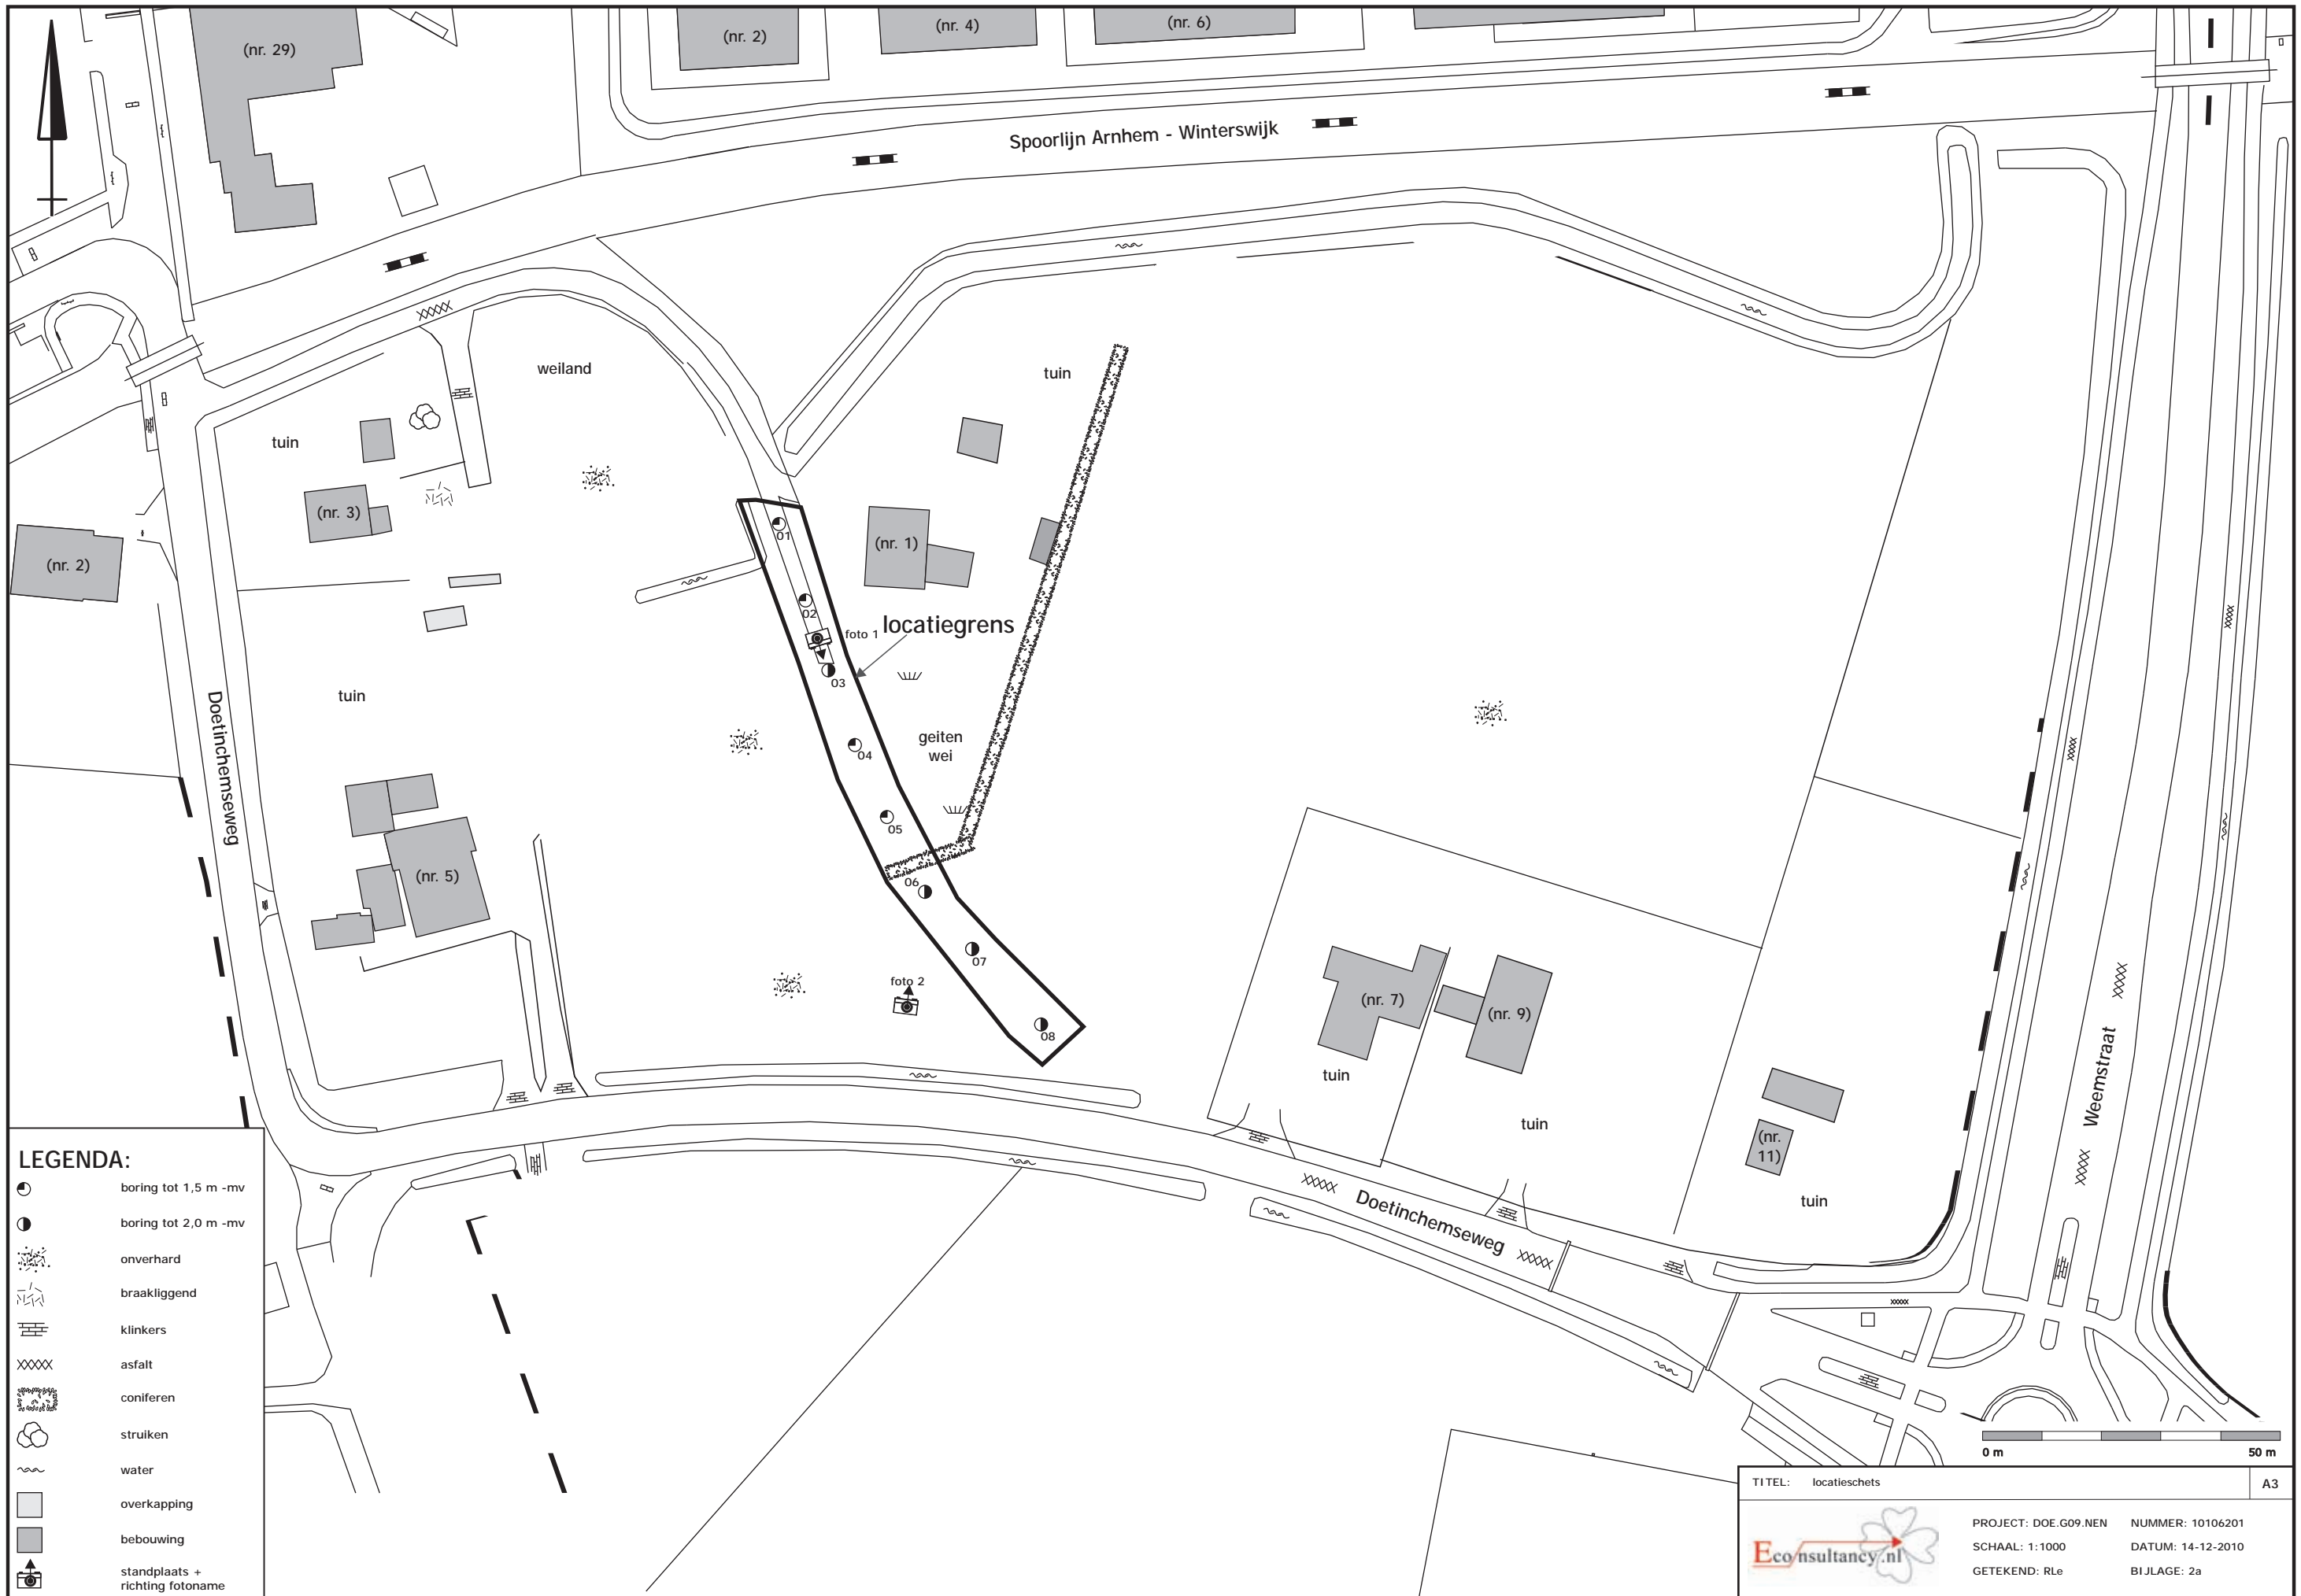 (nr. 29)
(nr. 2)
(nr. 4)
(nr. 6)
Spoorlijn Arnhem - Winterswijk
weiland
tuin
tuin
(nr. 3)
(nr. 2)
(nr. 1)
01
02
foto 1
locatiegrens
03
tuin
Doetinchemseweg
geiten
wei
04
05
(nr. 5)
06
07
foto 2
08
(nr. 7)
(nr. 9)
tuin
tuin
(nr.
11)
tuin
Weemstraat
Doetinchemseweg
LEGENDA:
boring tot 1,5 m -mv
boring tot 2,0 m -mv
onverhard
braakliggend
klinkers
asfalt
coniferen
struiken
water
overkapping
bebouwing
standplaats +
richting fotoname
0 m 50 m
TITEL: locatieschets A3
Econsultancy.nl
PROJECT: DOE.G09.NEN NUMMER: 10106201
SCHAAL: 1:1000 DATUM: 14-12-2010
GETEKEND: RLe BIJLAGE: 2a